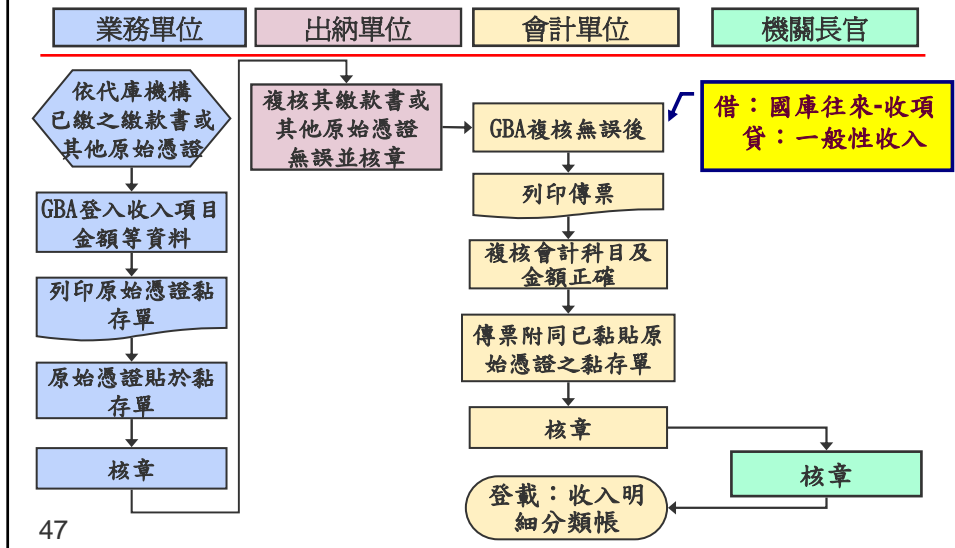 業務單位
出納單位
會計單位
機關長官
依代庫機構
已繳之繳款書或
其他原始憑證
GBA登入收入項目
金額等資料
列印原始憑證黏
存單
原始憑證貼於黏
存單
核章
複核其繳款書或
其他原始憑證
無誤並核章
GBA複核無誤後
列印傳票
複核會計科目及
金額正確
傳票附同已黏貼原
始憑證之黏存單
核章
登載：收入明
細分類帳
借：國庫往來-收項
貸：一般性收入
核章
47